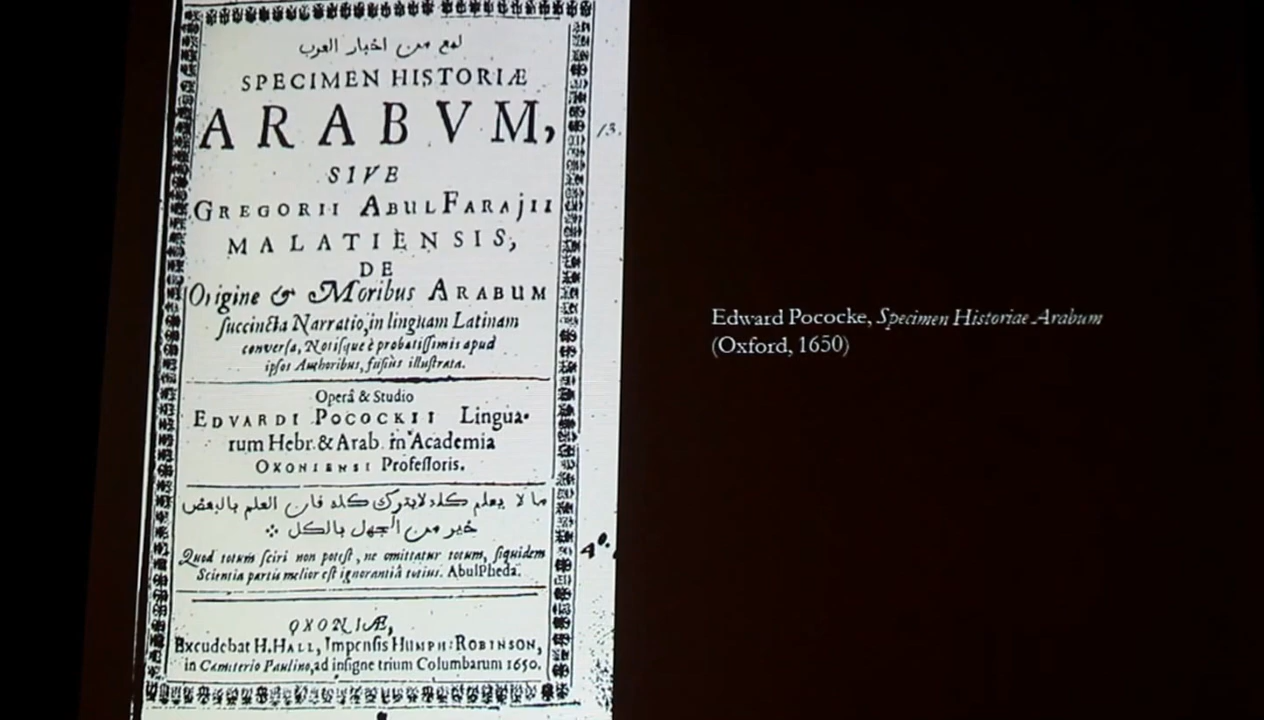 لمع من اخبار العرب
SPECIMEN HISTORIÆ
ARABVM,
SIVE
GREGORII ABUL FARAJII
MALATIENSIS,
DE
Origine & Moribus ARABUM
succincta Narratio, in linguam Latinam
conversa, Notisque è probatissimis apud
ipsos Authoribus, fusiùs illustrata.
Operâ & Studio
EDVARDI POCOCKII Lingua-
rum Hebr. & Arab. in Academia
OXONIENSI Professoris.
ما لا يعلم كله لا يترك كله فان العلم بالبعض
خير من الجهل بالكل
Quod totum sciri non potest, ne omittatur totum, siquidem
Scientia partis melior est ignorantiâ totius. AbulPheda.
OXONIÆ,
Excudebat H. HALL, Impensis HUMPH: ROBINSON,
in Cæmiterio Paulino, ad insigne trium Columbarum 1650.
13.
4°.
Edward Pococke, Specimen Historiae Arabum
(Oxford, 1650)